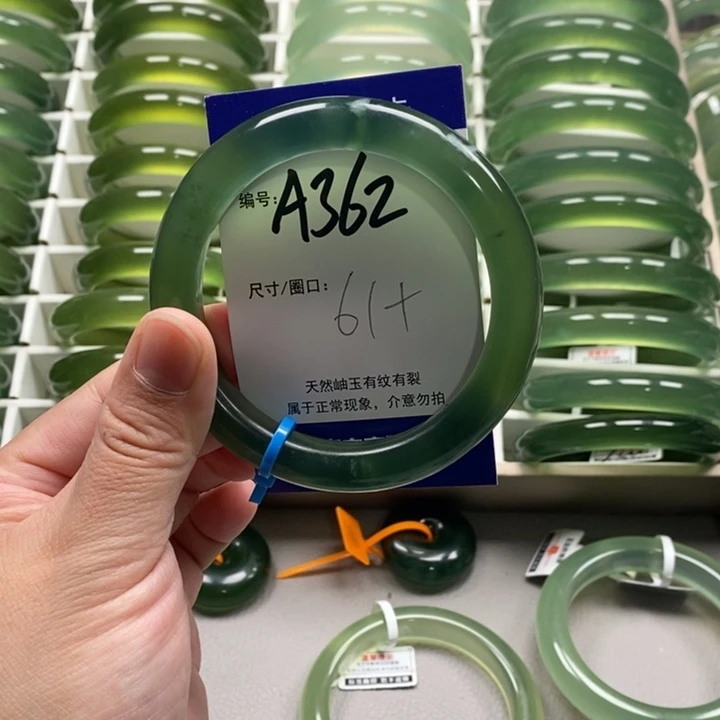 编号: A362
尺寸/圈口: 61+
天然岫玉有纹有裂
属于正常现象，介意勿拍